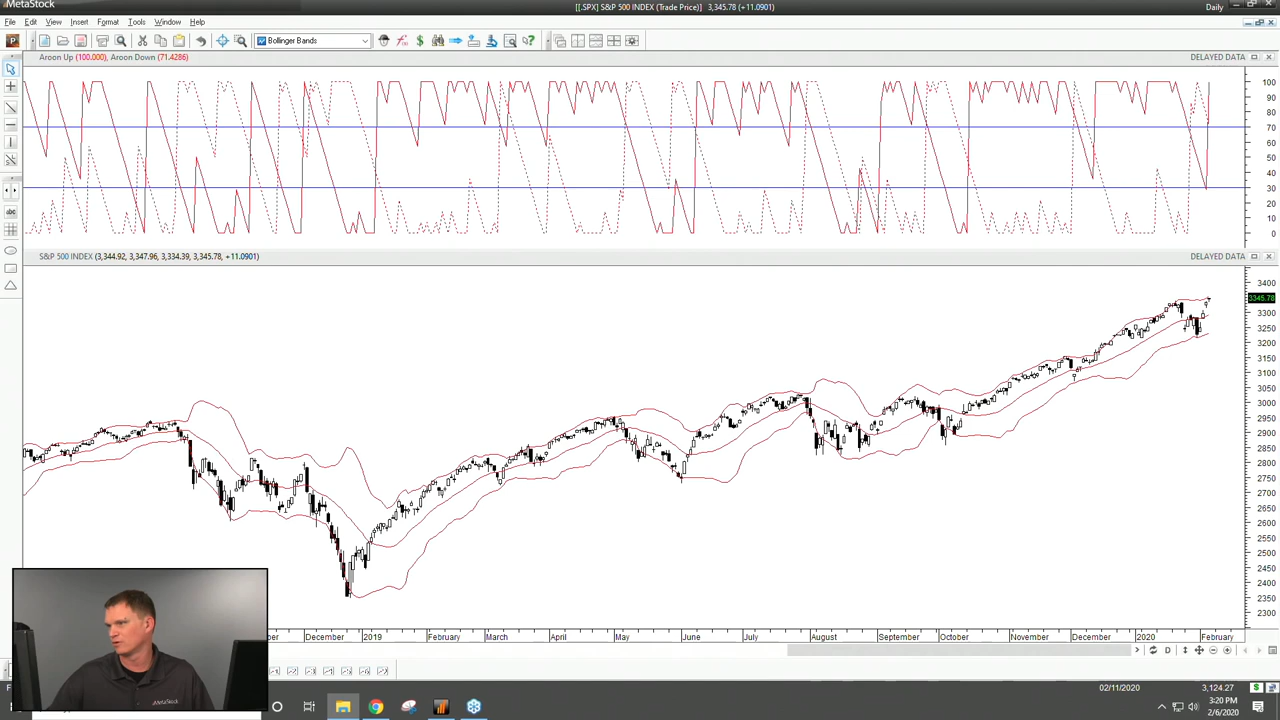 MetaStock
[[.SPX] S&P 500 INDEX (Trade Price)] 3,345.78 (+11.0901)
Daily
File Edit View Insert Format Tools Window Help
Bollinger Bands
Aroon Up (100.000), Aroon Down (71.4286)
DELAYED DATA
100
80
70
60
50
40
30
20
10
0
S&P 500 INDEX (3,344.92, 3,347.96, 3,334.39, 3,345.78, +11.0901)
DELAYED DATA
3400
3345.78
3300
3250
3200
3150
3100
3050
3000
2950
2900
2850
2800
2750
2700
2650
2600
2550
2500
2450
2400
2350
2300
December 2019 February March April May June July August September October November December 2020 February
D
abc
MetaStock
02/11/2020
3,124.27
3:20 PM
2/6/2020